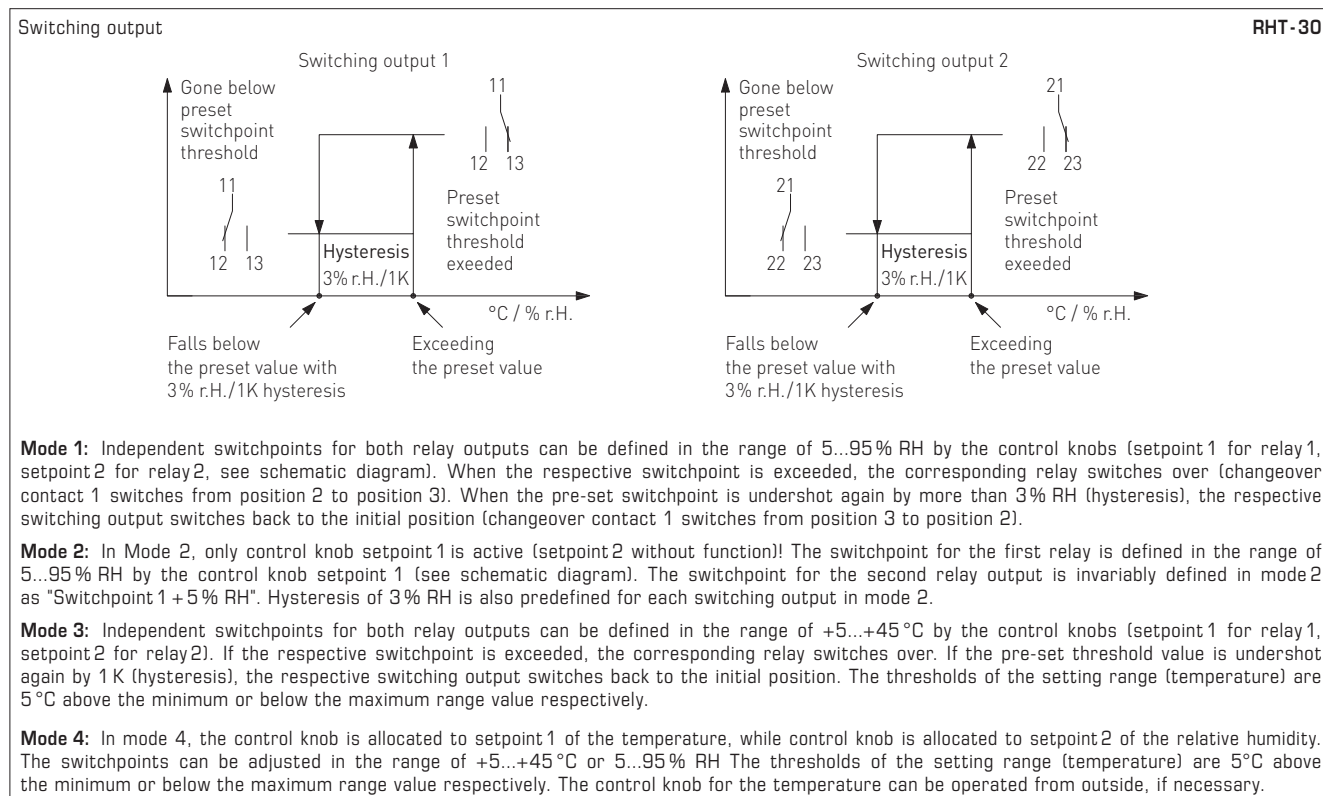 Switching output
RHT-30
Switching output 1
Gone below
preset
switchpoint
threshold
11
12 13
11
12 13
Preset
switchpoint
threshold
exeeded
Hysteresis
3% r.H./1K
°C / % r.H.
Falls below
the preset value with
3% r.H./1K hysteresis
Exceeding
the preset value
Switching output 2
Gone below
preset
switchpoint
threshold
21
22 23
21
22 23
Preset
switchpoint
threshold
exeeded
Hysteresis
3% r.H./1K
°C / % r.H.
Falls below
the preset value with
3% r.H./1K hysteresis
Exceeding
the preset value
Mode 1: Independent switchpoints for both relay outputs can be defined in the range of 5...95% RH by the control knobs (setpoint 1 for relay 1,
setpoint 2 for relay 2, see schematic diagram). When the respective switchpoint is exceeded, the corresponding relay switches over (changeover
contact 1 switches from position 2 to position 3). When the pre-set switchpoint is undershot again by more than 3% RH (hysteresis), the respective
switching output switches back to the initial position (changeover contact 1 switches from position 3 to position 2).
Mode 2: In Mode 2, only control knob setpoint 1 is active (setpoint 2 without function)! The switchpoint for the first relay is defined in the range of
5...95% RH by the control knob setpoint 1 (see schematic diagram). The switchpoint for the second relay output is invariably defined in mode 2
as "Switchpoint 1 + 5% RH". Hysteresis of 3% RH is also predefined for each switching output in mode 2.
Mode 3: Independent switchpoints for both relay outputs can be defined in the range of +5...+45 °C by the control knobs (setpoint 1 for relay 1,
setpoint 2 for relay 2). If the respective switchpoint is exceeded, the corresponding relay switches over. If the pre-set threshold value is undershot
again by 1 K (hysteresis), the respective switching output switches back to the initial position. The thresholds of the setting range (temperature) are
5 °C above the minimum or below the maximum range value respectively.
Mode 4: In mode 4, the control knob is allocated to setpoint 1 of the temperature, while control knob is allocated to setpoint 2 of the relative humidity.
The switchpoints can be adjusted in the range of +5...+45 °C or 5...95% RH The thresholds of the setting range (temperature) are 5°C above
the minimum or below the maximum range value respectively. The control knob for the temperature can be operated from outside, if necessary.